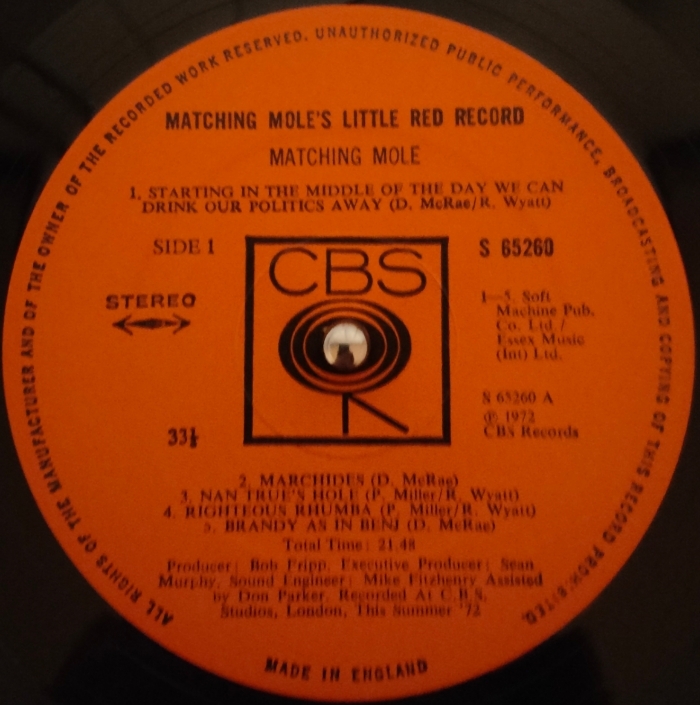 ALL RIGHTS OF THE MANUFACTURER AND OF THE OWNER OF THE RECORDED WORK RESERVED. UNAUTHORIZED PUBLIC PERFORMANCE, BROADCASTING AND COPYING OF THIS RECORD PROHIBITED.
MATCHING MOLE'S LITTLE RED RECORD
MATCHING MOLE
1. STARTING IN THE MIDDLE OF THE DAY WE CAN
DRINK OUR POLITICS AWAY (D. McRae/R. Wyatt)
SIDE 1
CBS
S 65260
STEREO
1—5. Soft
Machine Pub.
Co. Ltd./
Essex Music
(Int) Ltd.
33⅓
S 65260 A
℗ 1972
CBS Records
2. MARCHIDES (D. McRae)
3. NAN TRUE'S HOLE (P. Miller/R. Wyatt)
4. RIGHTEOUS RHUMBA (P. Miller/R. Wyatt)
5. BRANDY AS IN BENJ (D. McRae)
Total Time: 21.48
Producer: Bob Fripp, Executive Producer: Sean
Murphy, Sound Engineer: Mike Fitzhenry Assisted
by Don Parker, Recorded At C.B.S,
Studios, London, This Summer '72
MADE IN ENGLAND